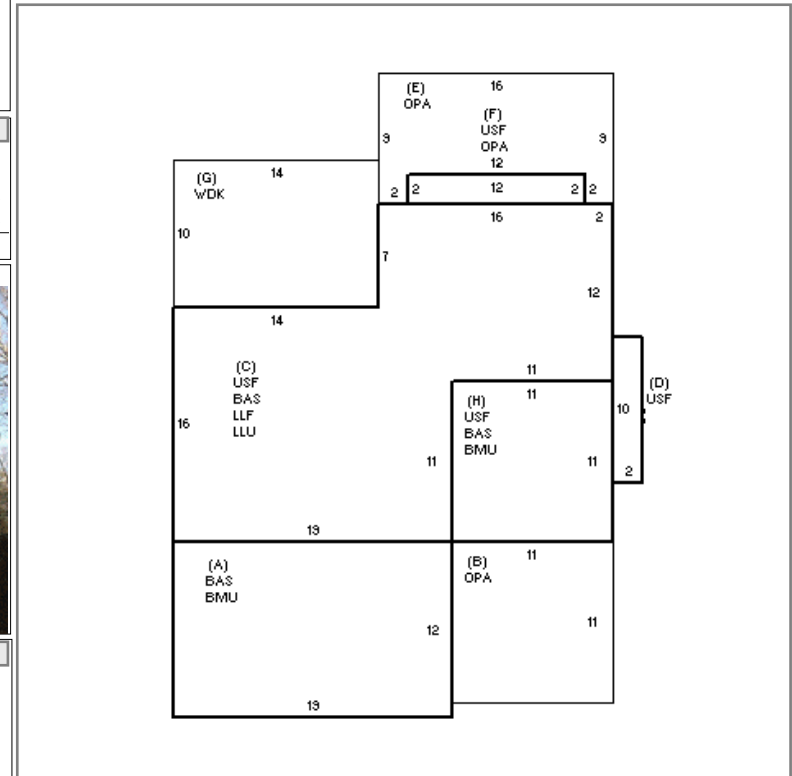 (E)
OPA
16
(F)
USF
OPA
9
9
12
(G)
WDK
14
2
2
12
2
2
16
2
10
7
12
14
11
(C)
USF
BAS
LLF
LLU
11
(H)
USF
BAS
BMU
(D)
USF
10
16
11
11
2
19
(A)
BAS
BMU
(B)
OPA
11
12
11
19